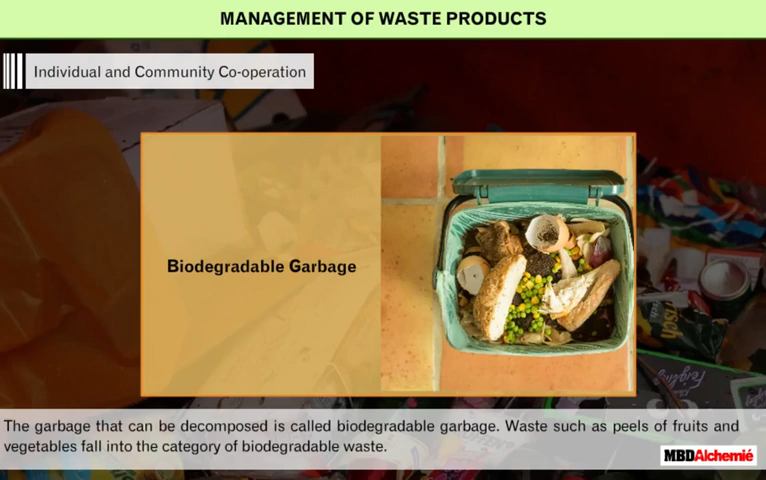 MANAGEMENT OF WASTE PRODUCTS
Individual and Community Co-operation
Biodegradable Garbage
The garbage that can be decomposed is called biodegradable garbage. Waste such as peels of fruits and
vegetables fall into the category of biodegradable waste.
MBDAlchemié